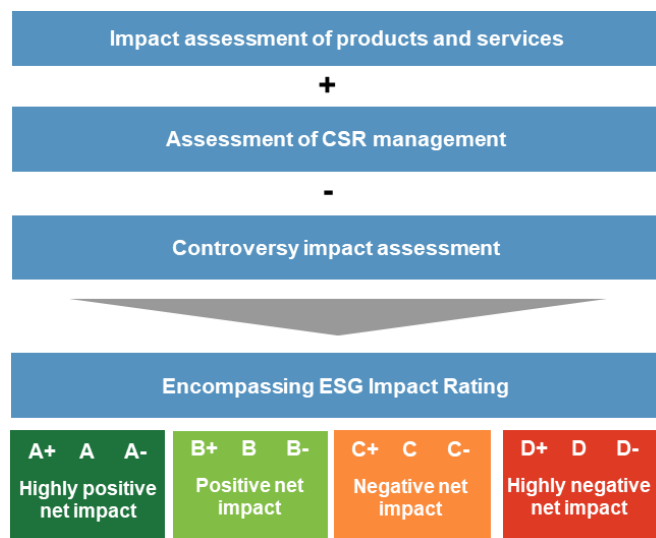 Impact assessment of products and services
+
Assessment of CSR management
-
Controversy impact assessment
Encompassing ESG Impact Rating
A+ A A-
Highly positive
net impact
B+ B B-
Positive net
impact
C+ C C-
Negative net
impact
D+ D D-
Highly negative
net impact